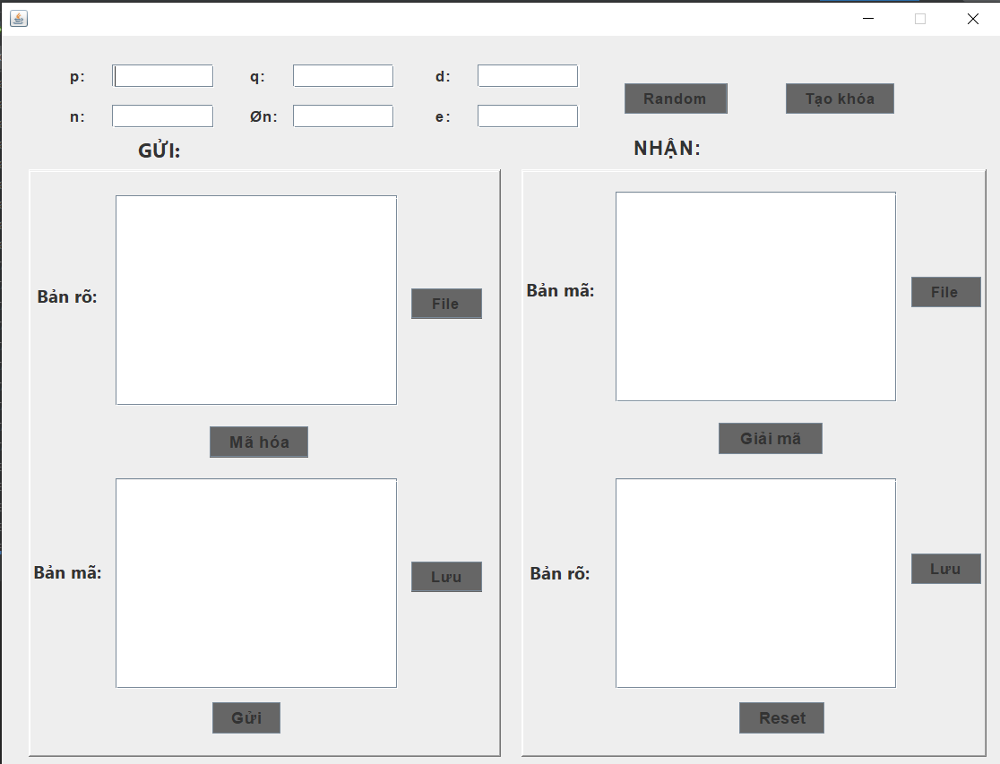 p: q: d:
Random Tạo khóa
n: Øn: e:
GỬI: NHẬN:
Bản rõ: File Bản mã: File
Mã hóa Giải mã
Bản mã: Lưu Bản rõ: Lưu
Gửi Reset